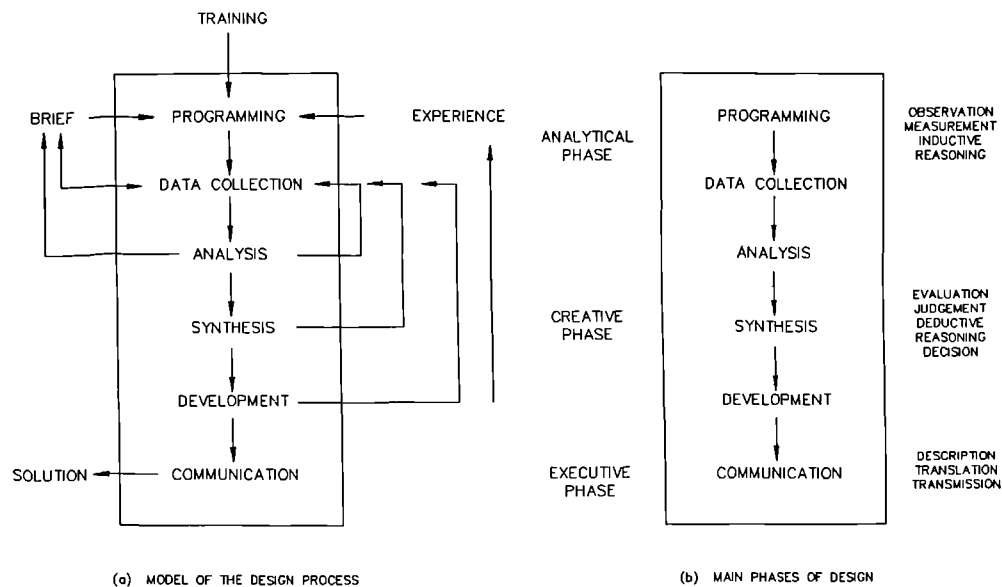 TRAINING
BRIEF
PROGRAMMING
EXPERIENCE
DATA COLLECTION
ANALYSIS
SYNTHESIS
DEVELOPMENT
SOLUTION
COMMUNICATION
(a) MODEL OF THE DESIGN PROCESS
ANALYTICAL
PHASE
CREATIVE
PHASE
EXECUTIVE
PHASE
PROGRAMMING
DATA COLLECTION
ANALYSIS
SYNTHESIS
DEVELOPMENT
COMMUNICATION
OBSERVATION
MEASUREMENT
INDUCTIVE
REASONING
EVALUATION
JUDGEMENT
DEDUCTIVE
REASONING
DECISION
DESCRIPTION
TRANSLATION
TRANSMISSION
(b) MAIN PHASES OF DESIGN